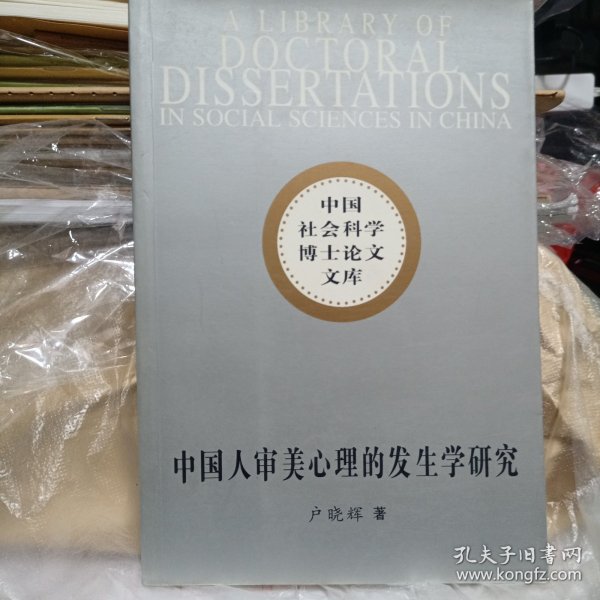 A LIBRARY OF
DOCTORAL
DISSERTATIONS
IN SOCIAL SCIENCES IN CHINA
中国
社会科学
博士论文
文库
中国人审美心理的发生学研究
户晓辉 著
孔夫子旧书网
www.kongfz.com